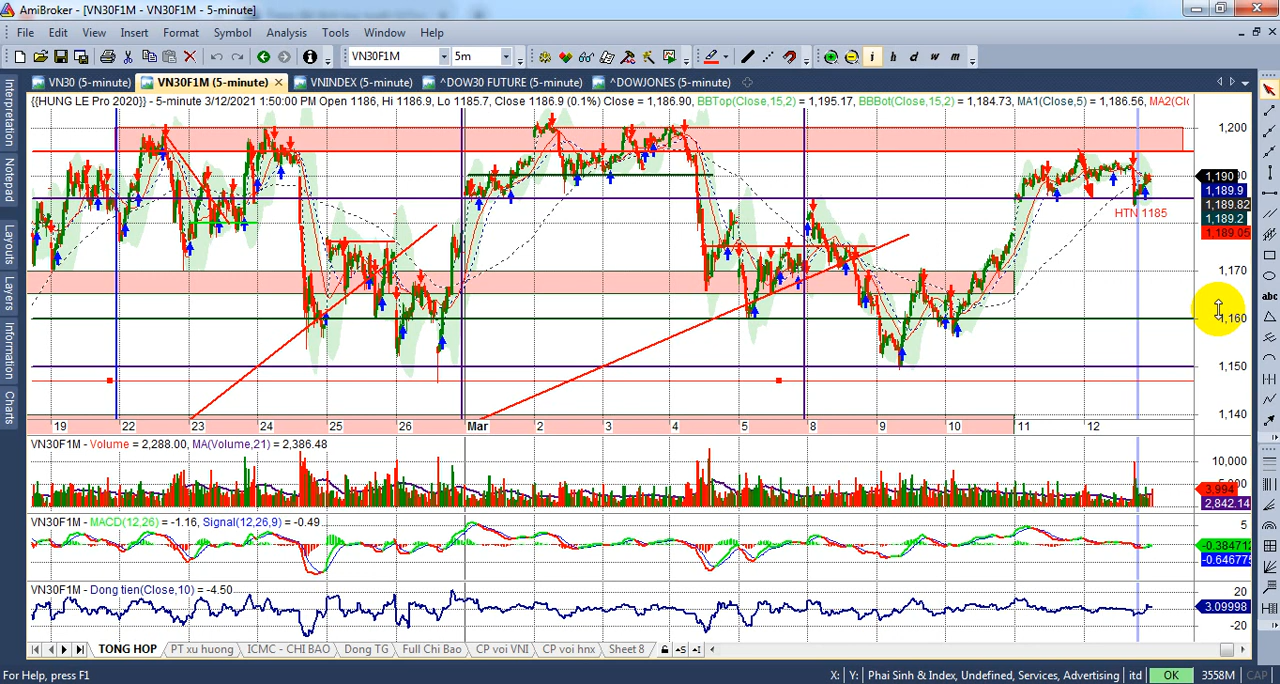 AmiBroker - [VN30F1M - VN30F1M - 5-minute]
File Edit View Insert Format Symbol Analysis Tools Window Help
VN30F1M 5m i h d w m
VN30 (5-minute) VN30F1M (5-minute) VNINDEX (5-minute) ^DOW30 FUTURE (5-minute) ^DOWJONES (5-minute)
Interpretation
Notepad
Layouts
Layers
Information
Charts
{{HUNG LE Pro 2020}} - 5-minute 3/12/2021 1:50:00 PM Open 1186, Hi 1186.9, Lo 1185.7, Close 1186.9 (0.1%) Close = 1,186.90, BBTop(Close,15,2) = 1,195.17, BBBot(Close,15,2) = 1,184.73, MA1(Close,5) = 1,186.56, MA2(Clo
1,200
1,190
1,189.9
1,189.82
1,189.2
1,189.05
HTN 1185
1,170
1,160
1,150
1,140
19 22 23 24 25 26 Mar 2 3 4 5 8 9 10 11 12
VN30F1M - Volume = 2,288.00, MA(Volume,21) = 2,386.48
10,000
3,994
2,842.14
VN30F1M - MACD(12,26) = -1.16, Signal(12,26,9) = -0.49
5
-0.384712
-0.646775
VN30F1M - Dong tien(Close,10) = -4.50
20
3.09998
-20
TONG HOP PT xu huong ICMC - CHI BAO Dong TG Full Chi Bao CP voi VNI CP voi hnx Sheet 8
For Help, press F1 X: Y: Phai Sinh & Index, Undefined, Services, Advertising itd OK 3558M CAP
abc